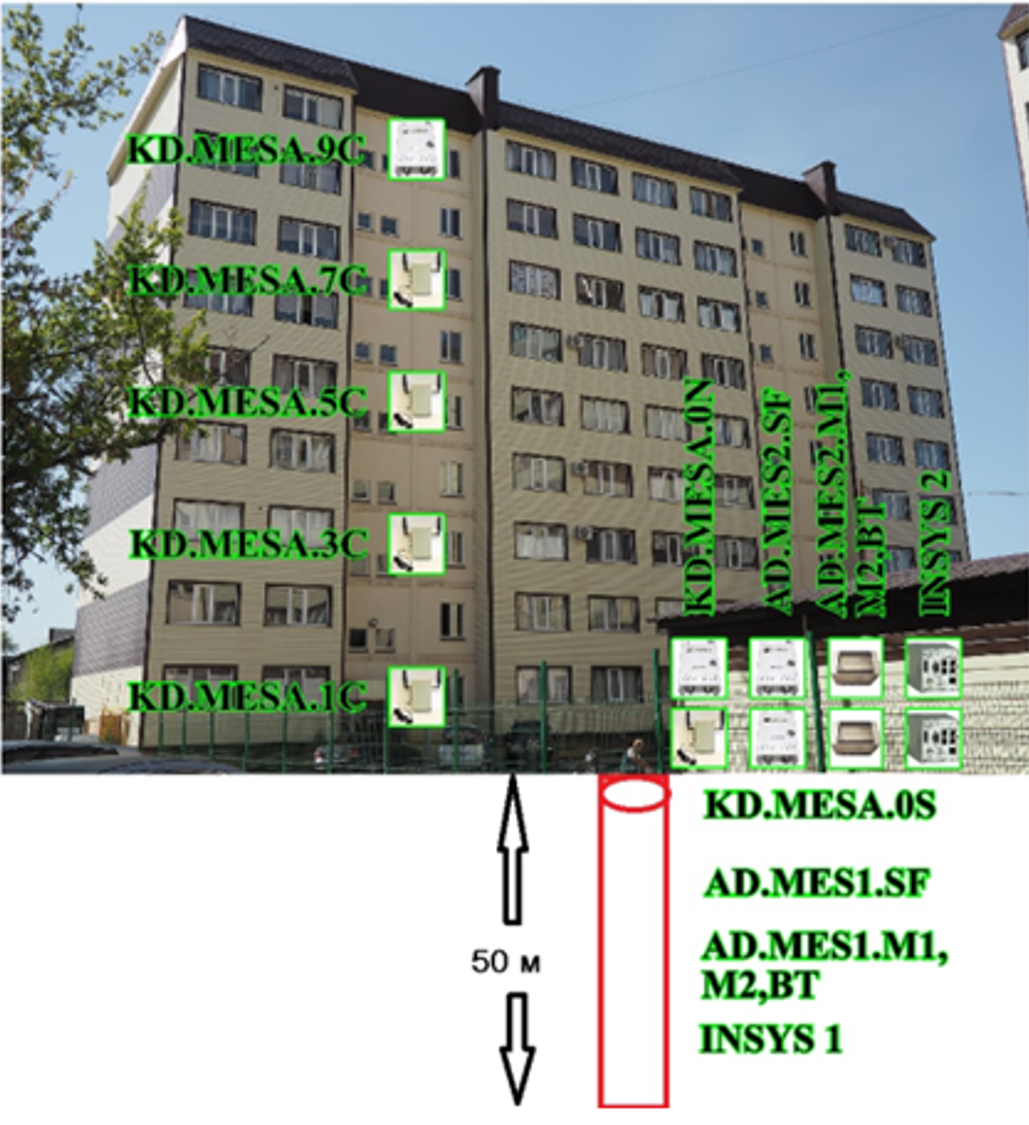 KD.MESA.9C
KD.MESA.7C
KD.MESA.5C
KD.MESA.3C
KD.MESA.1C
KD.MESA.0N
AD.MES2.SF
AD.MES2.M1,
M2.BT
INSYS 2
KD.MESA.0S
AD.MES1.SF
AD.MES1.M1,
M2,BT
INSYS 1
50 м